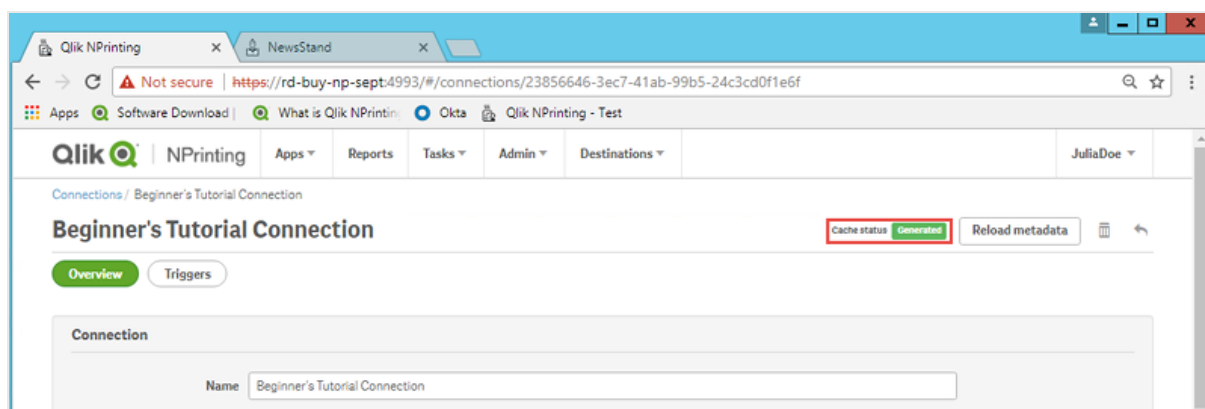 Qlik NPrinting NewsStand
Not secure https://rd-buy-np-sept:4993/#/connections/23856646-3ec7-41ab-99b5-24c3cd0f1e6f
Apps Software Download | What is Qlik NPrinting Okta Qlik NPrinting - Test
Qlik NPrinting Apps Reports Tasks Admin Destinations JuliaDoe
Connections / Beginner's Tutorial Connection
Beginner's Tutorial Connection Cache status Generated Reload metadata
Overview Triggers
Connection
Name Beginner's Tutorial Connection